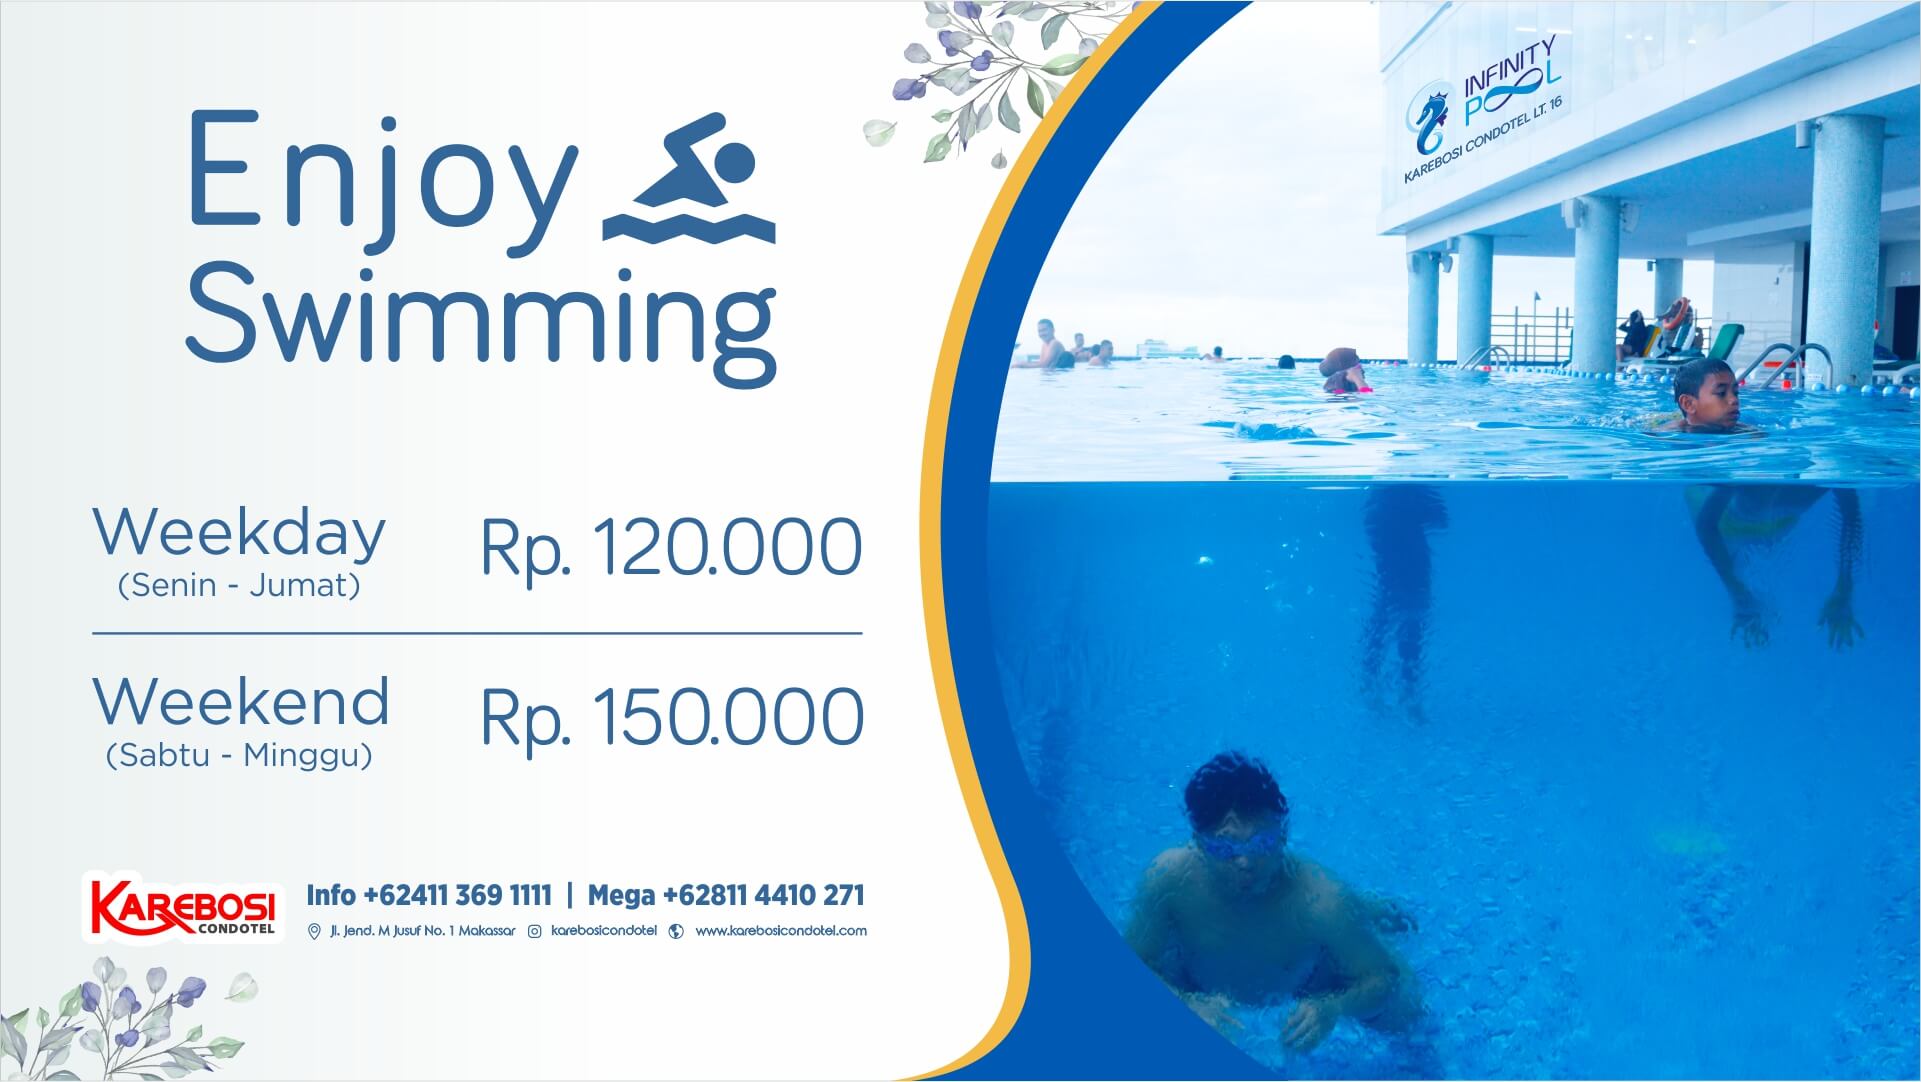 Enjoy
Swimming
Weekday
(Senin - Jumat)
Rp. 120.000
Weekend
(Sabtu - Minggu)
Rp. 150.000
KAREBOSI
CONDOTEL
Info +62411 369 1111 | Mega +62811 4410 271
Jl. Jend. M Jusuf No. 1 Makassar karebosicondotel www.karebosicondotel.com
INFINITY
POOL
KAREBOSI CONDOTEL LT. 16